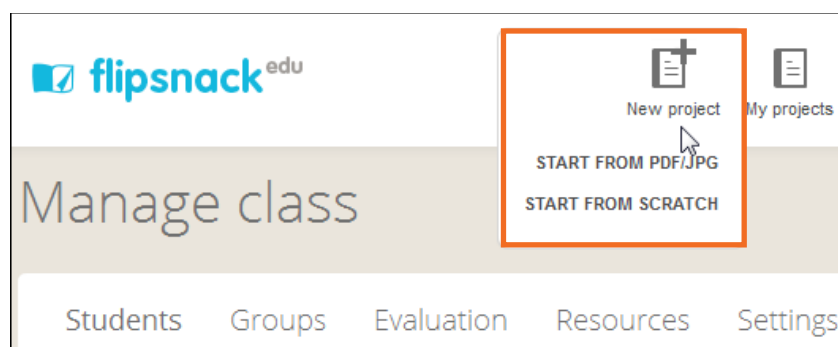 flipsnack edu
New project
My projects
START FROM PDF/JPG
START FROM SCRATCH
Manage class
Students Groups Evaluation Resources Settings